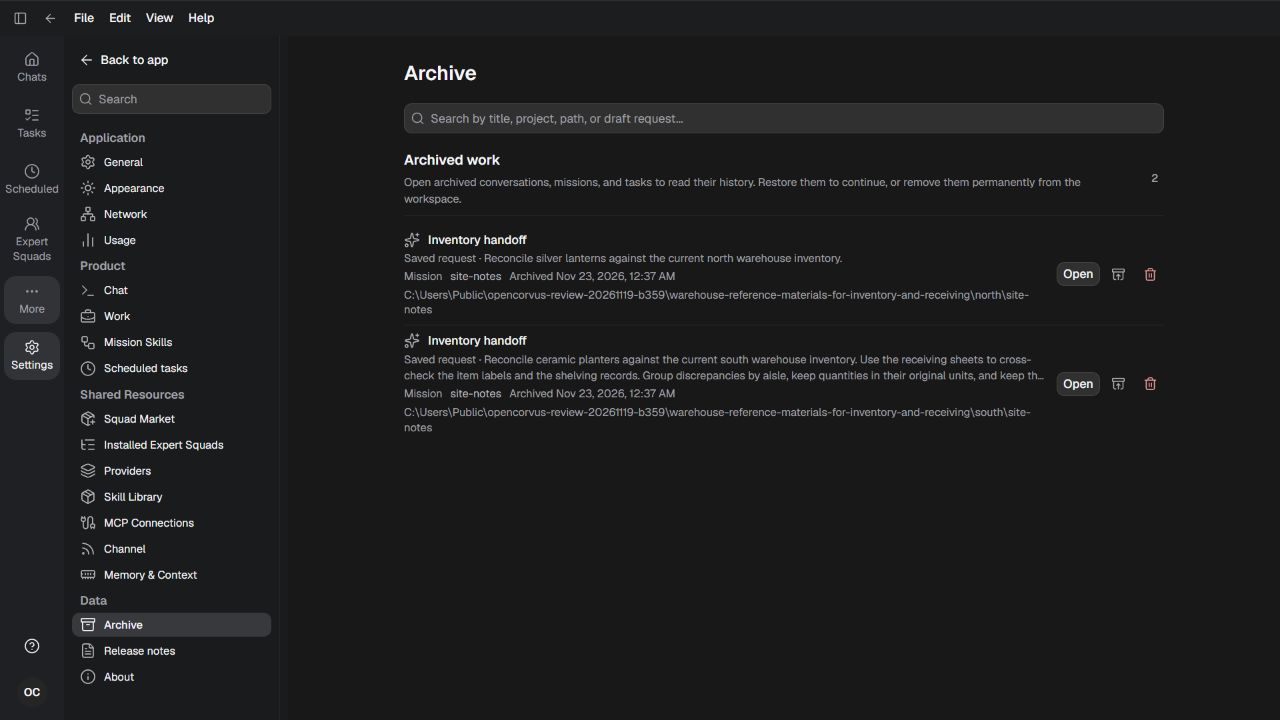 File Edit View Help
Chats
Tasks
Scheduled
Expert
Squads
More
Settings
OC
Back to app
Search
Application
General
Appearance
Network
Usage
Product
Chat
Work
Mission Skills
Scheduled tasks
Shared Resources
Squad Market
Installed Expert Squads
Providers
Skill Library
MCP Connections
Channel
Memory & Context
Data
Archive
Release notes
About
Archive
Search by title, project, path, or draft request...
Archived work
Open archived conversations, missions, and tasks to read their history. Restore them to continue, or remove them permanently from the
workspace.
2
Inventory handoff
Saved request · Reconcile silver lanterns against the current north warehouse inventory.
Mission site-notes Archived Nov 23, 2026, 12:37 AM
C:\Users\Public\opencorvus-review-20261119-b359\warehouse-reference-materials-for-inventory-and-receiving\north\site-
notes
Open
Inventory handoff
Saved request · Reconcile ceramic planters against the current south warehouse inventory. Use the receiving sheets to cross-
check the item labels and the shelving records. Group discrepancies by aisle, keep quantities in their original units, and keep th...
Mission site-notes Archived Nov 23, 2026, 12:37 AM
C:\Users\Public\opencorvus-review-20261119-b359\warehouse-reference-materials-for-inventory-and-receiving\south\site-
notes
Open